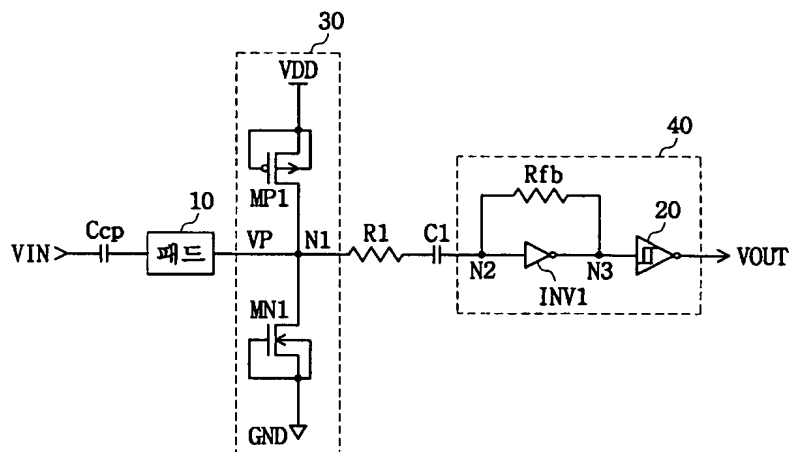 30
VDD
40
Rfb
MP1
10
20
Ccp
VP
N1
R1
C1
VIN
패드
N2
N3
VOUT
INV1
MN1
GND